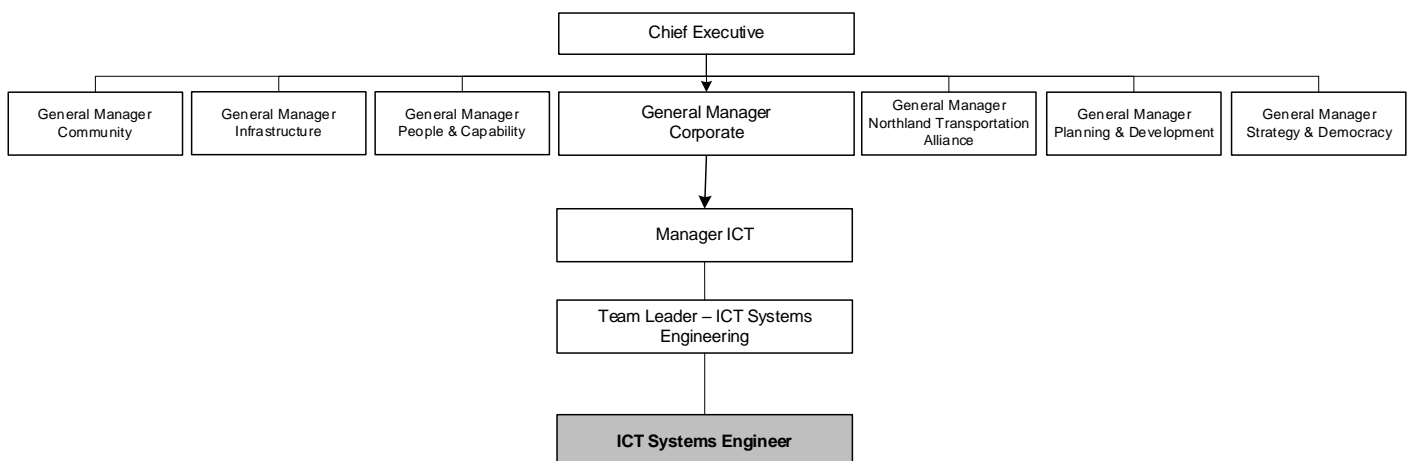 Chief Executive
General Manager
Community
General Manager
Infrastructure
General Manager
People & Capability
General Manager
Corporate
General Manager
Northland Transportation
Alliance
General Manager
Planning & Development
General Manager
Strategy & Democracy
Manager ICT
Team Leader – ICT Systems
Engineering
ICT Systems Engineer